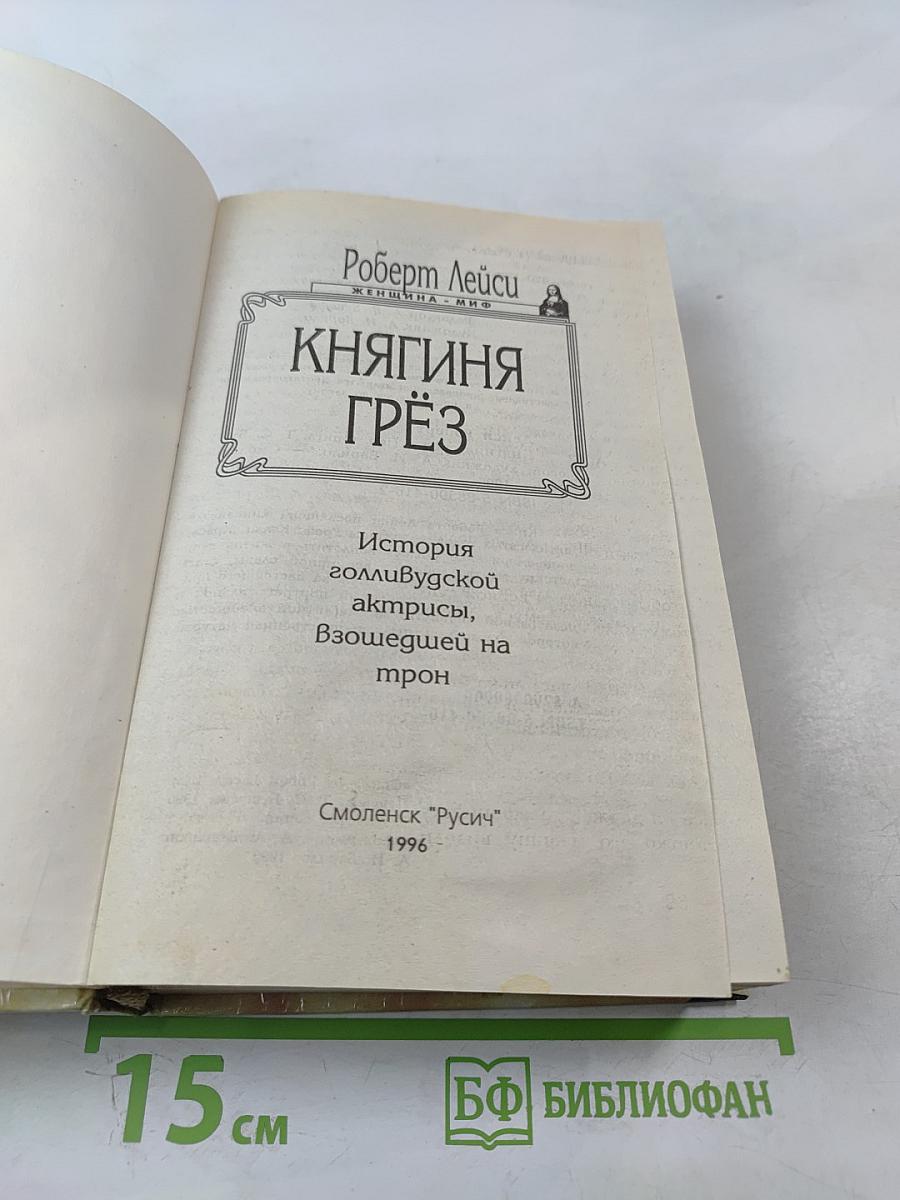 Роберт Лейси
ЖЕНЩИНА - МИФ
КНЯГИНЯ
ГРЁЗ
История
голливудской
актрисы,
взошедшей на
трон
Смоленск "Русич"
1996
15 см
БФ БИБЛИОФАН